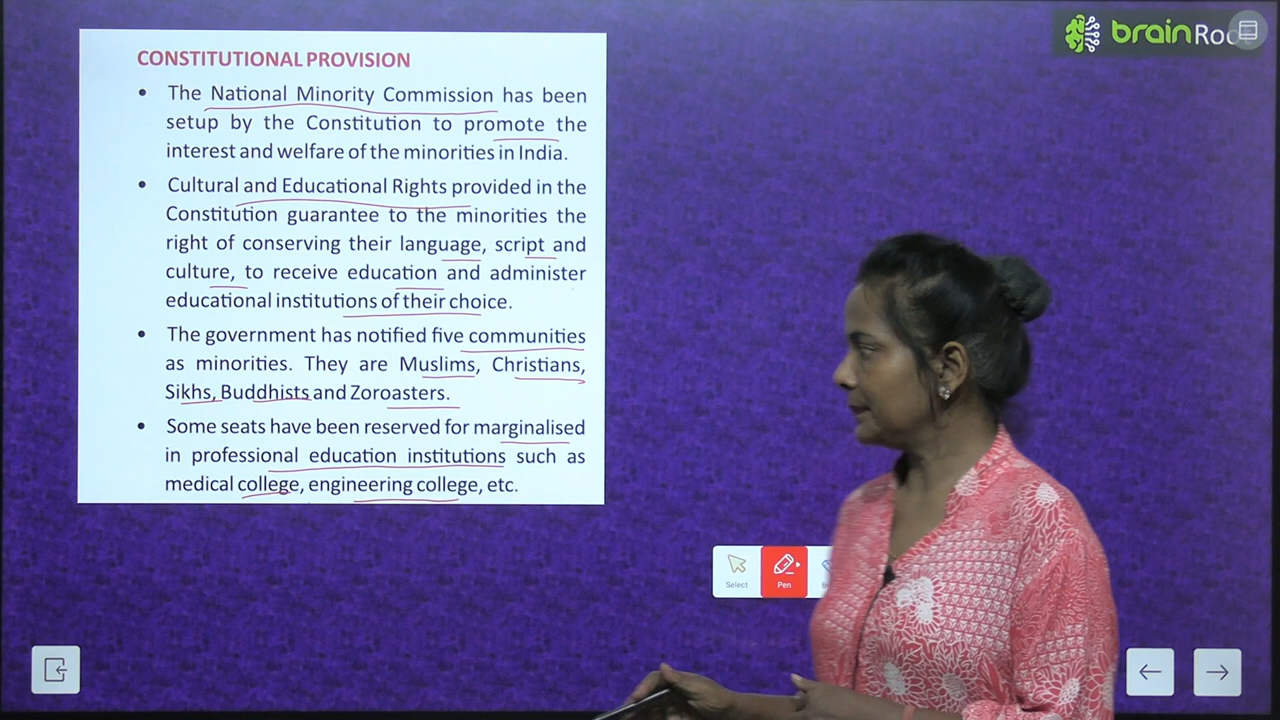 brain Roo
CONSTITUTIONAL PROVISION
• The National Minority Commission has been
setup by the Constitution to promote the
interest and welfare of the minorities in India.
• Cultural and Educational Rights provided in the
Constitution guarantee to the minorities the
right of conserving their language, script and
culture, to receive education and administer
educational institutions of their choice.
• The government has notified five communities
as minorities. They are Muslims, Christians,
Sikhs, Buddhists and Zoroasters.
• Some seats have been reserved for marginalised
in professional education institutions such as
medical college, engineering college, etc.
Select
Pen